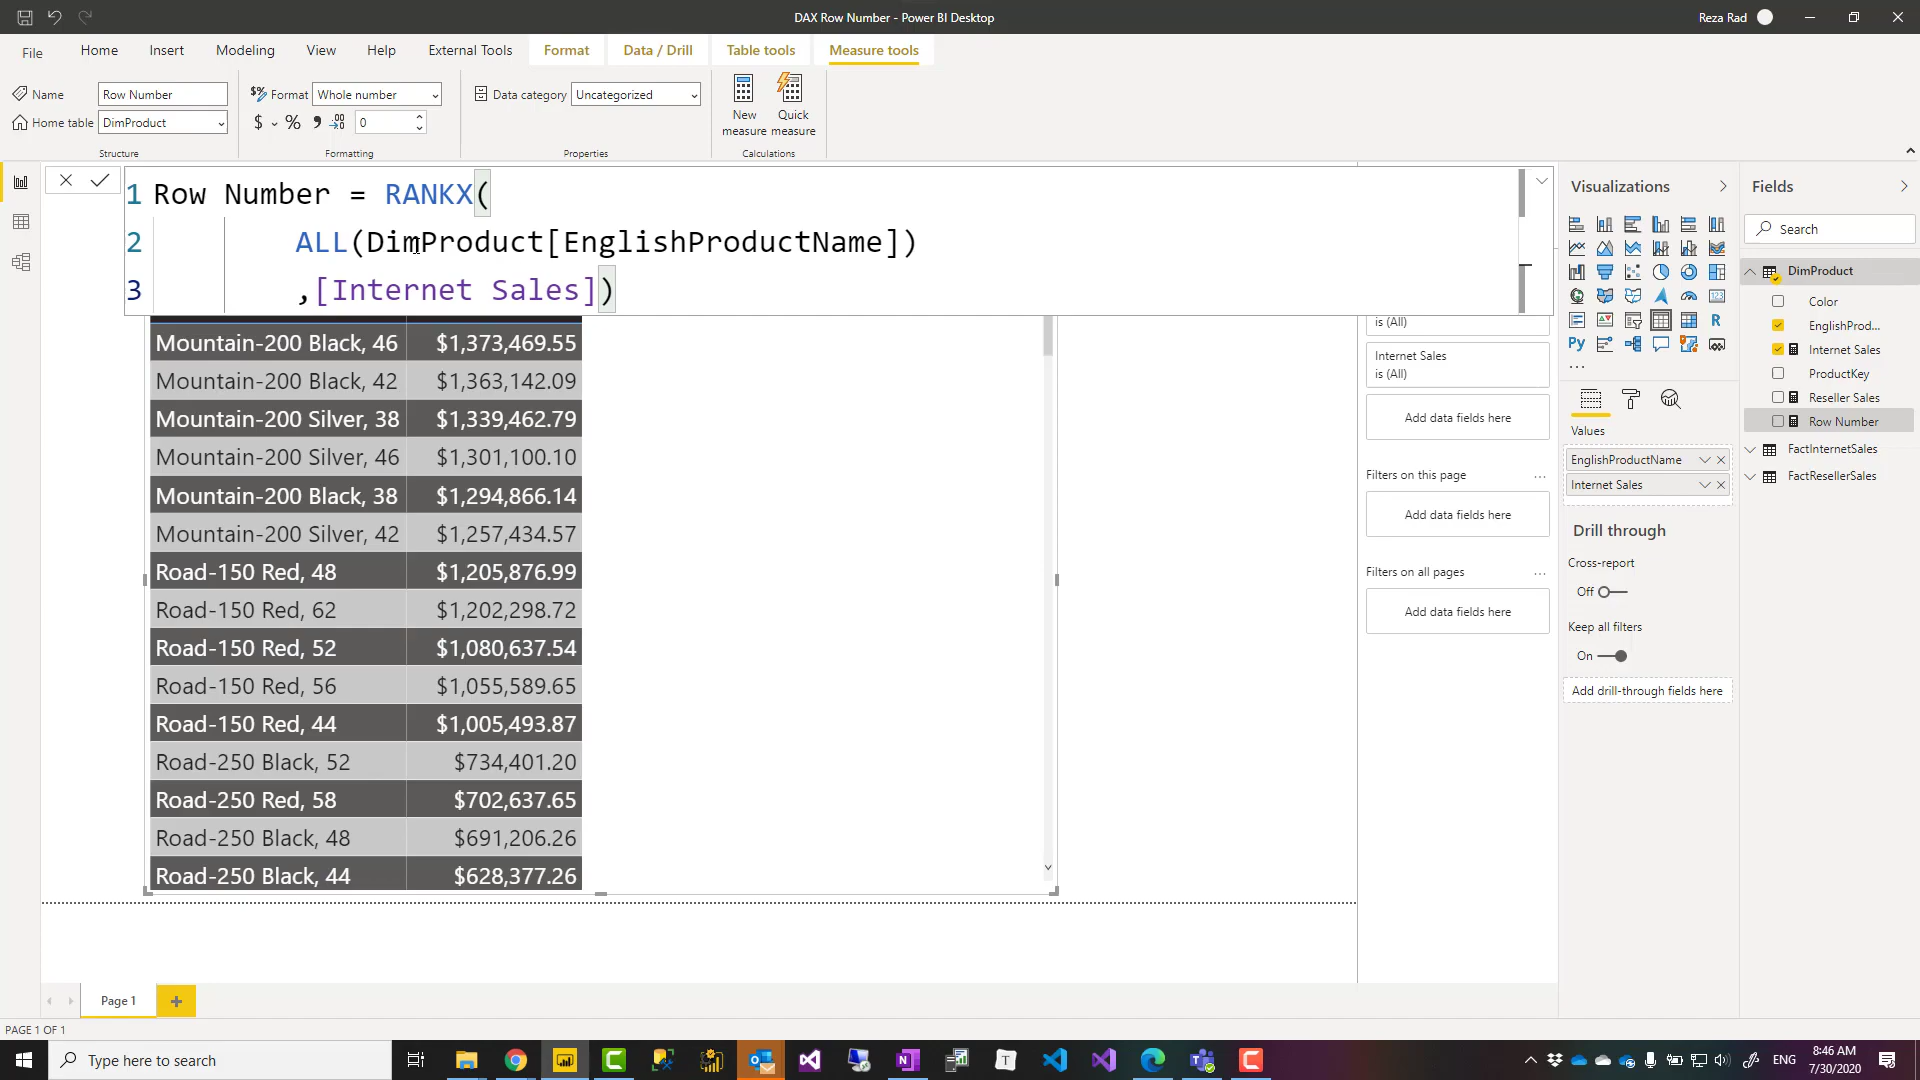 DAX Row Number - Power BI Desktop
Reza Rad
File Home Insert Modeling View Help External Tools Format Data / Drill Table tools Measure tools
Name Row Number
Home table DimProduct
Structure
$% Format Whole number
$ % 0
Formatting
Data category Uncategorized
Properties
New measure
Quick measure
Calculations
1 Row Number = RANKX(
2 ALL(DimProduct[EnglishProductName])
3 ,[Internet Sales])
Mountain-200 Black, 46 $1,373,469.55
Mountain-200 Black, 42 $1,363,142.09
Mountain-200 Silver, 38 $1,339,462.79
Mountain-200 Silver, 46 $1,301,100.10
Mountain-200 Black, 38 $1,294,866.14
Mountain-200 Silver, 42 $1,257,434.57
Road-150 Red, 48 $1,205,876.99
Road-150 Red, 62 $1,202,298.72
Road-150 Red, 52 $1,080,637.54
Road-150 Red, 56 $1,055,589.65
Road-150 Red, 44 $1,005,493.87
Road-250 Black, 52 $734,401.20
Road-250 Red, 58 $702,637.65
Road-250 Black, 48 $691,206.26
Road-250 Black, 44 $628,377.26
is (All)
Internet Sales
is (All)
Add data fields here
Filters on this page ...
Add data fields here
Filters on all pages ...
Add data fields here
Visualizations
R
Py
...
Values
EnglishProductName
Internet Sales
Drill through
Cross-report
Off
Keep all filters
On
Add drill-through fields here
Fields
Search
DimProduct
Color
EnglishProd...
Internet Sales
ProductKey
Reseller Sales
Row Number
FactInternetSales
FactResellerSales
Page 1
PAGE 1 OF 1
Type here to search
ENG
8:46 AM
7/30/2020